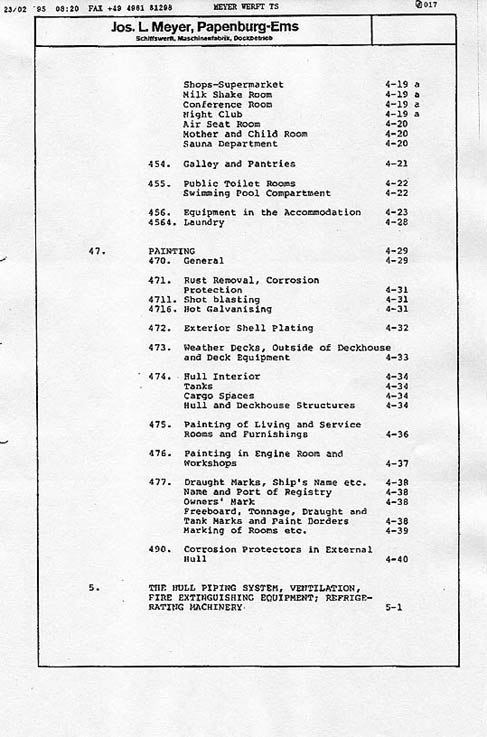 23/02 '95 08:20 FAX +49 4961 81298 MEYER WERFT TS 017
Jos. L. Meyer, Papenburg-Ems
Schiffswerft, Maschinenfabrik, Dockbetrieb
Shops-Supermarket 4-19 a
Milk Shake Room 4-19 a
Conference Room 4-19 a
Night Club 4-19 a
Air Seat Room 4-20
Mother and Child Room 4-20
Sauna Department 4-20
454. Galley and Pantries 4-21
455. Public Toilet Rooms 4-22
Swimming Pool Compartment 4-22
456. Equipment in the Accommodation 4-23
4564. Laundry 4-28
47. PAINTING 4-29
470. General 4-29
471. Rust Removal, Corrosion
Protection 4-31
4711. Shot blasting 4-31
4716. Hot Galvanising 4-31
472. Exterior Shell Plating 4-32
473. Weather Decks, Outside of Deckhouse
and Deck Equipment 4-33
474. Hull Interior 4-34
Tanks 4-34
Cargo Spaces 4-34
Hull and Deckhouse Structures 4-34
475. Painting of Living and Service
Rooms and Furnishings 4-36
476. Painting in Engine Room and
Workshops 4-37
477. Draught Marks, Ship's Name etc. 4-38
Name and Port of Registry 4-38
Owners' Mark 4-38
Freeboard, Tonnage, Draught and
Tank Marks and Paint Dorders 4-38
Marking of Rooms etc. 4-39
490. Corrosion Protectors in External
Hull 4-40
5. THE HULL PIPING SYSTEM, VENTILATION,
FIRE EXTINGUISHING EQUIPMENT; REFRIGE-
RATING MACHINERY 5-1